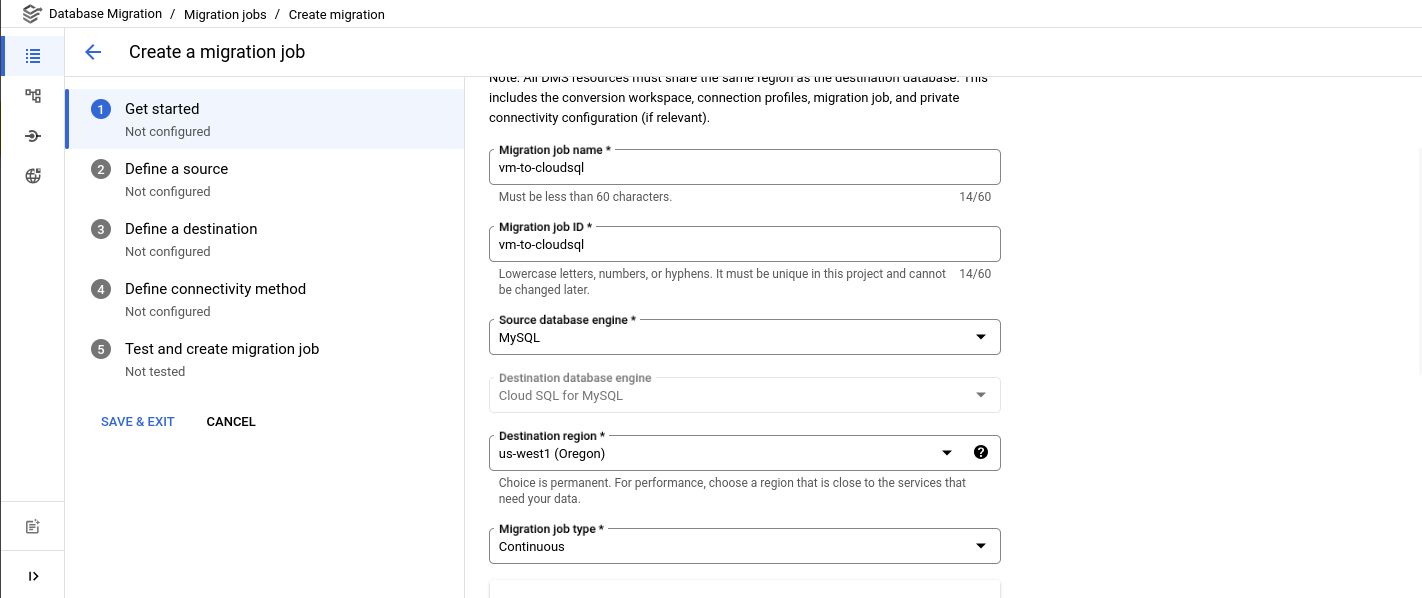 Database Migration / Migration jobs / Create migration
Create a migration job
1 Get started
Not configured
2 Define a source
Not configured
3 Define a destination
Not configured
4 Define connectivity method
Not configured
5 Test and create migration job
Not tested
SAVE & EXIT CANCEL
Note: All DMS resources must share the same region as the destination database. This
includes the conversion workspace, connection profiles, migration job, and private
connectivity configuration (if relevant).
Migration job name *
vm-to-cloudsql
Must be less than 60 characters. 14/60
Migration job ID *
vm-to-cloudsql
Lowercase letters, numbers, or hyphens. It must be unique in this project and cannot 14/60
be changed later.
Source database engine *
MySQL
Destination database engine
Cloud SQL for MySQL
Destination region *
us-west1 (Oregon)
?
Choice is permanent. For performance, choose a region that is close to the services that
need your data.
Migration job type *
Continuous